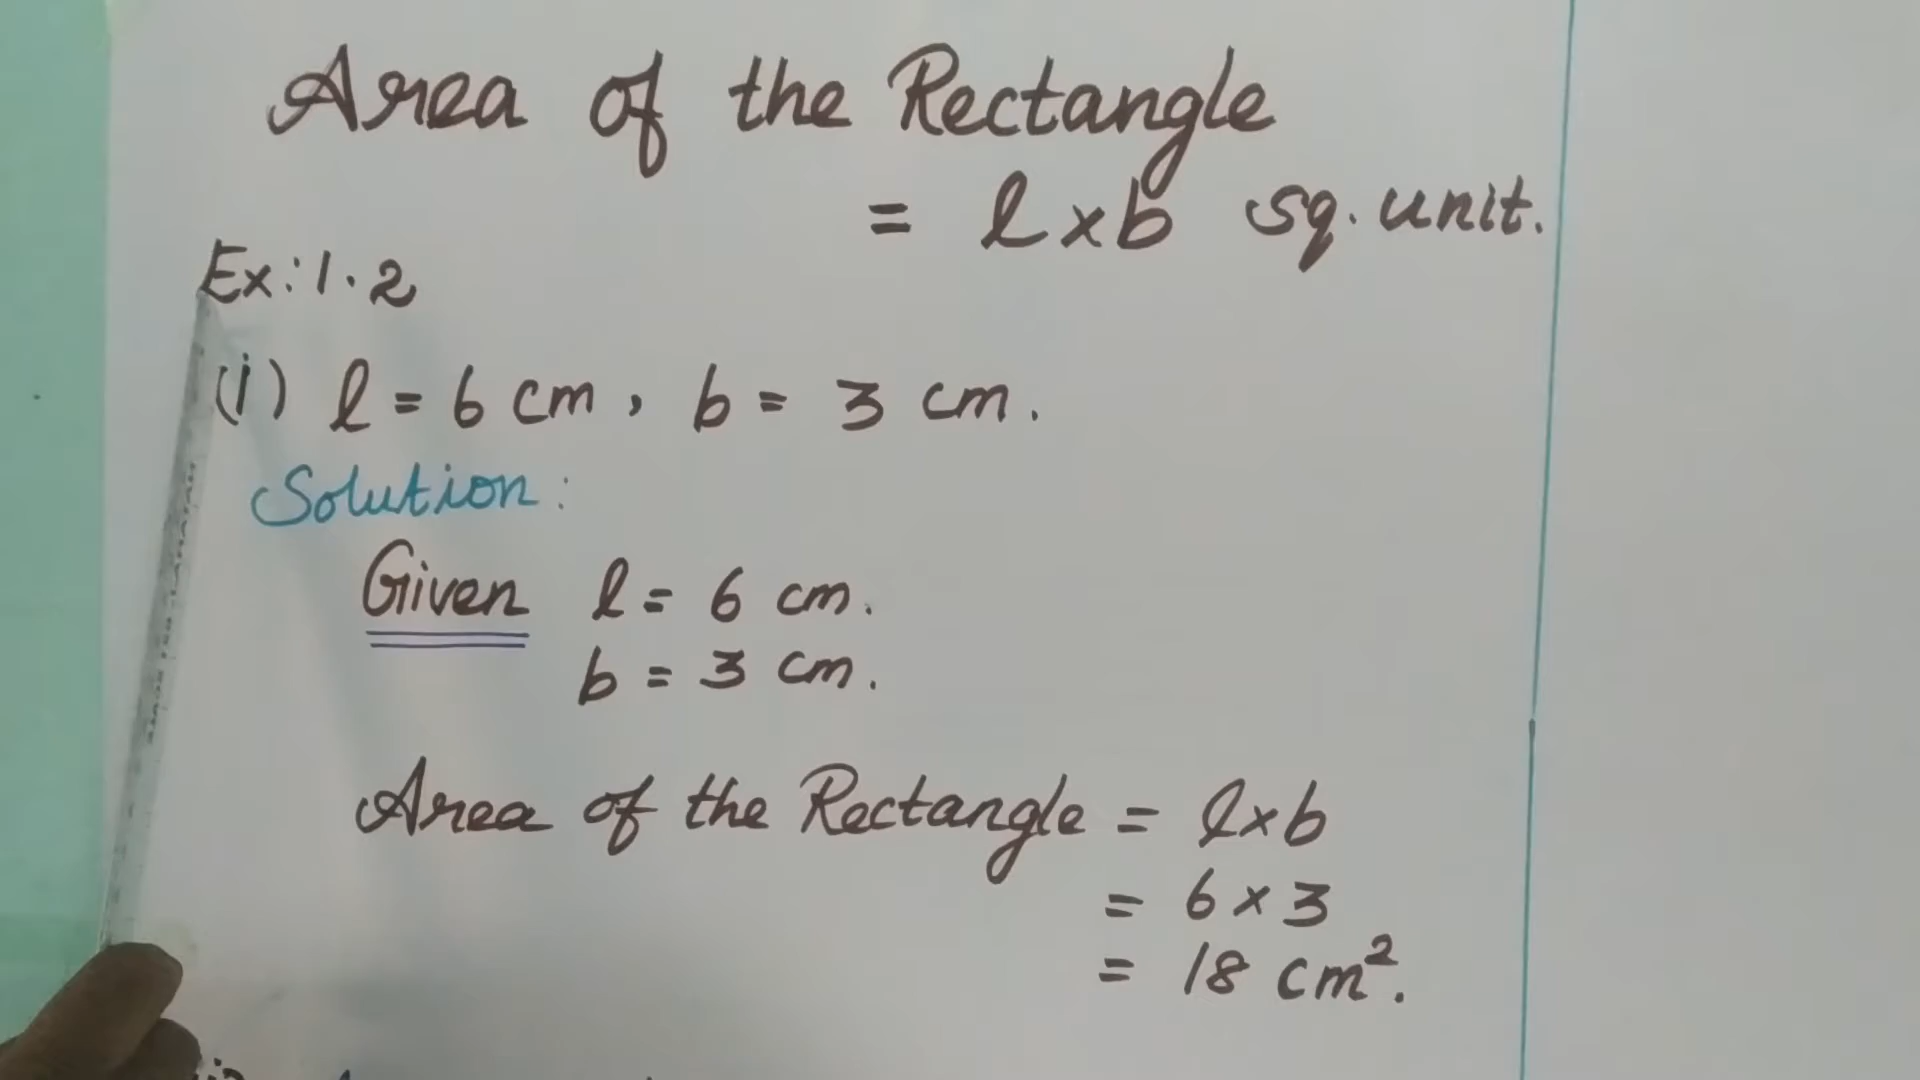 Area of the Rectangle
= l×b sq. unit.
Ex: 1.2
(i) l = 6 cm, b = 3 cm.
Solution:
Given l = 6 cm.
b = 3 cm.
Area of the Rectangle = l×b
= 6 × 3
= 18 cm².